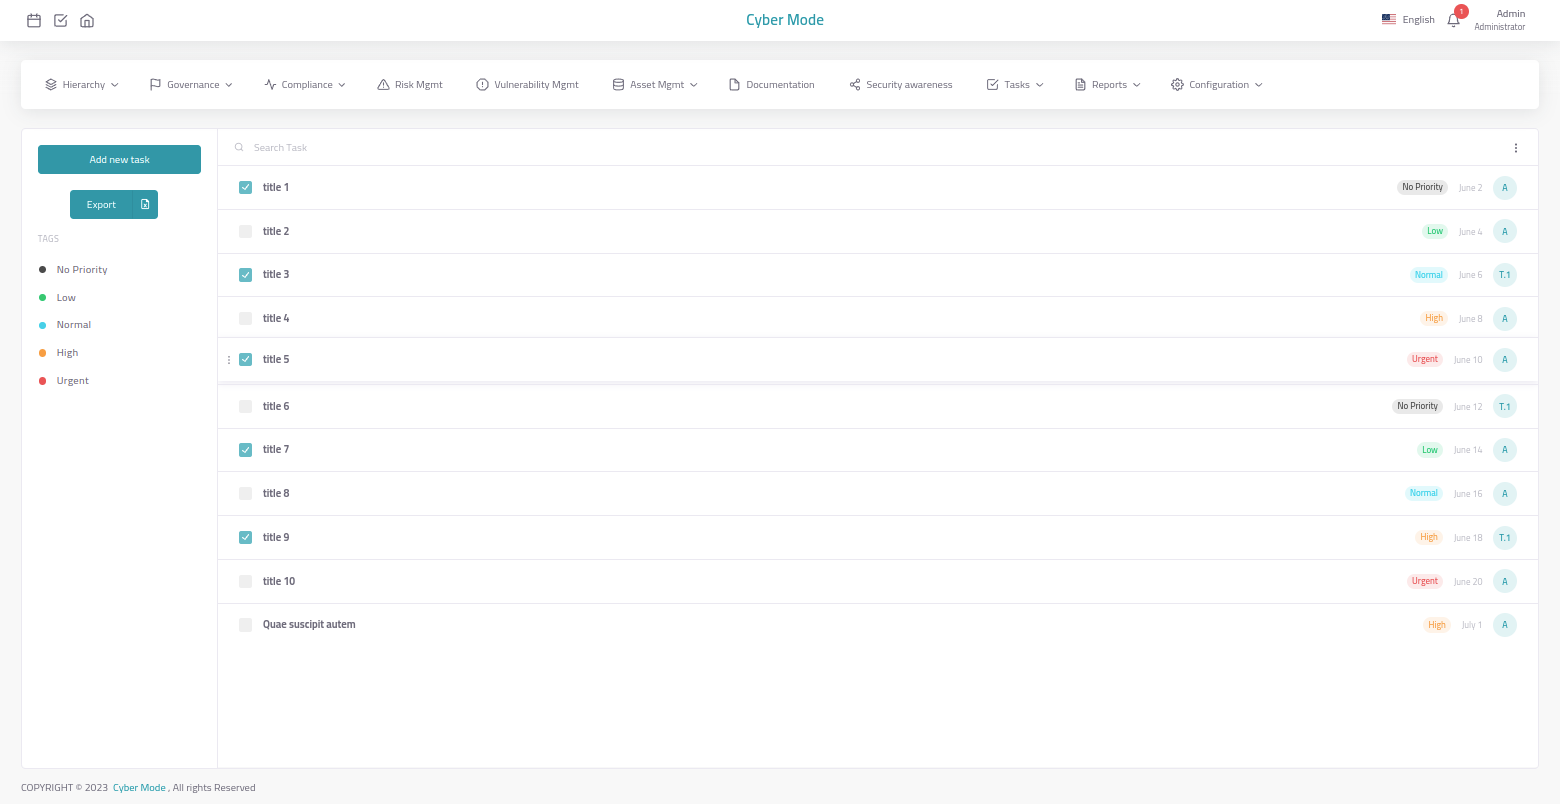 Cyber Mode
English
1
Admin
Administrator
Hierarchy Governance Compliance Risk Mgmt Vulnerability Mgmt Asset Mgmt Documentation Security awareness Tasks Reports Configuration
Add new task
Export
TAGS
No Priority
Low
Normal
High
Urgent
Search Task
title 1 No Priority June 2 A
title 2 Low June 4 A
title 3 Normal June 6 T.1
title 4 High June 8 A
title 5 Urgent June 10 A
title 6 No Priority June 12 T.1
title 7 Low June 14 A
title 8 Normal June 16 A
title 9 High June 18 T.1
title 10 Urgent June 20 A
Quae suscipit autem High July 1 A
COPYRIGHT © 2023 Cyber Mode , All rights Reserved